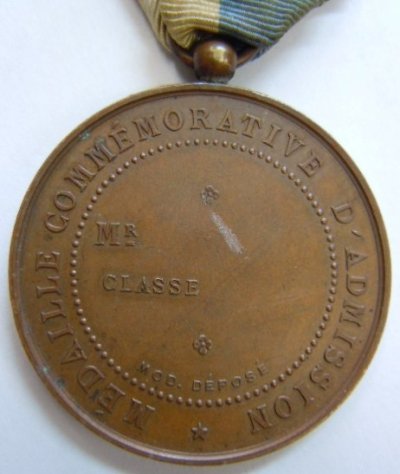 MÉDAILLE COMMÉMORATIVE D'ADMISSION
MR
CLASSE
MOD. DÉPOSÉ